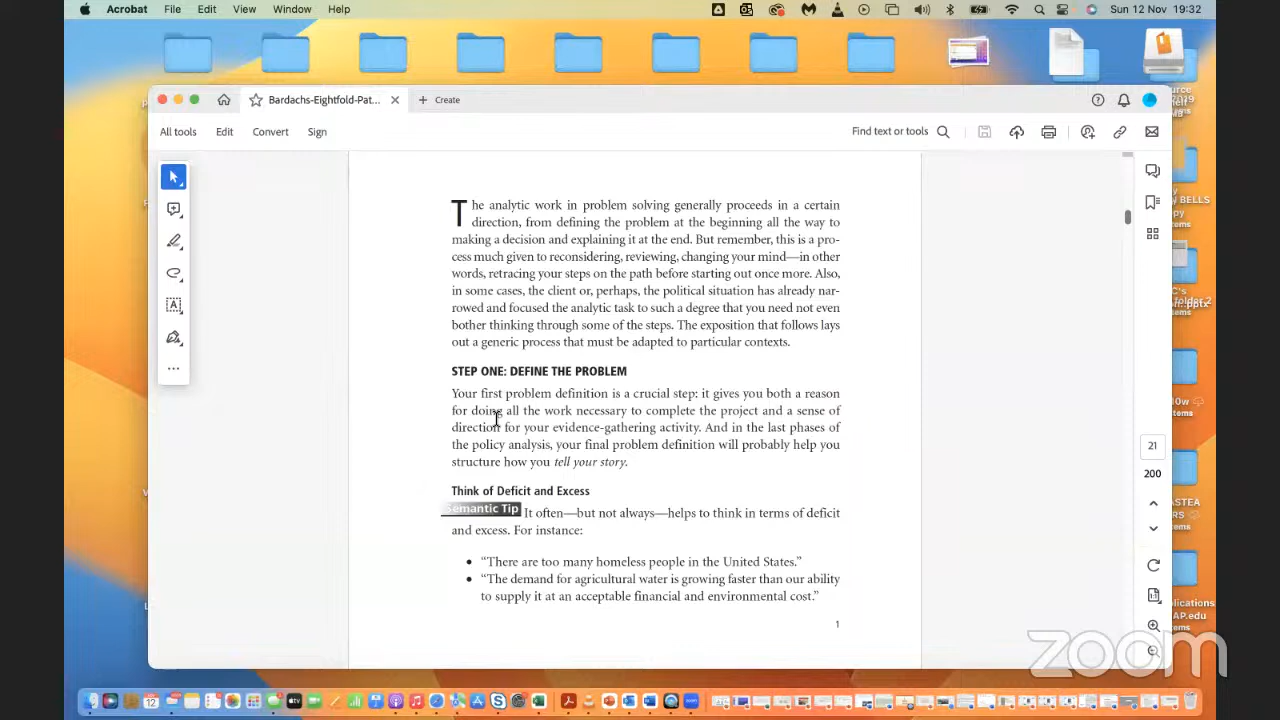 Acrobat File Edit View Window Help Sun 12 Nov 19:32
Bardachs-Eightfold-Pat... Create
All tools Edit Convert Sign Find text or tools
The analytic work in problem solving generally proceeds in a certain
direction, from defining the problem at the beginning all the way to
making a decision and explaining it at the end. But remember, this is a pro-
cess much given to reconsidering, reviewing, changing your mind—in other
words, retracing your steps on the path before starting out once more. Also,
in some cases, the client or, perhaps, the political situation has already nar-
rowed and focused the analytic task to such a degree that you need not even
bother thinking through some of the steps. The exposition that follows lays
out a generic process that must be adapted to particular contexts.
STEP ONE: DEFINE THE PROBLEM
Your first problem definition is a crucial step: it gives you both a reason
for doing all the work necessary to complete the project and a sense of
direction for your evidence-gathering activity. And in the last phases of
the policy analysis, your final problem definition will probably help you
structure how you tell your story.
Think of Deficit and Excess
Semantic Tip It often—but not always—helps to think in terms of deficit
and excess. For instance:
• “There are too many homeless people in the United States.”
• “The demand for agricultural water is growing faster than our ability
to supply it at an acceptable financial and environmental cost.”
1
21
200
zoom